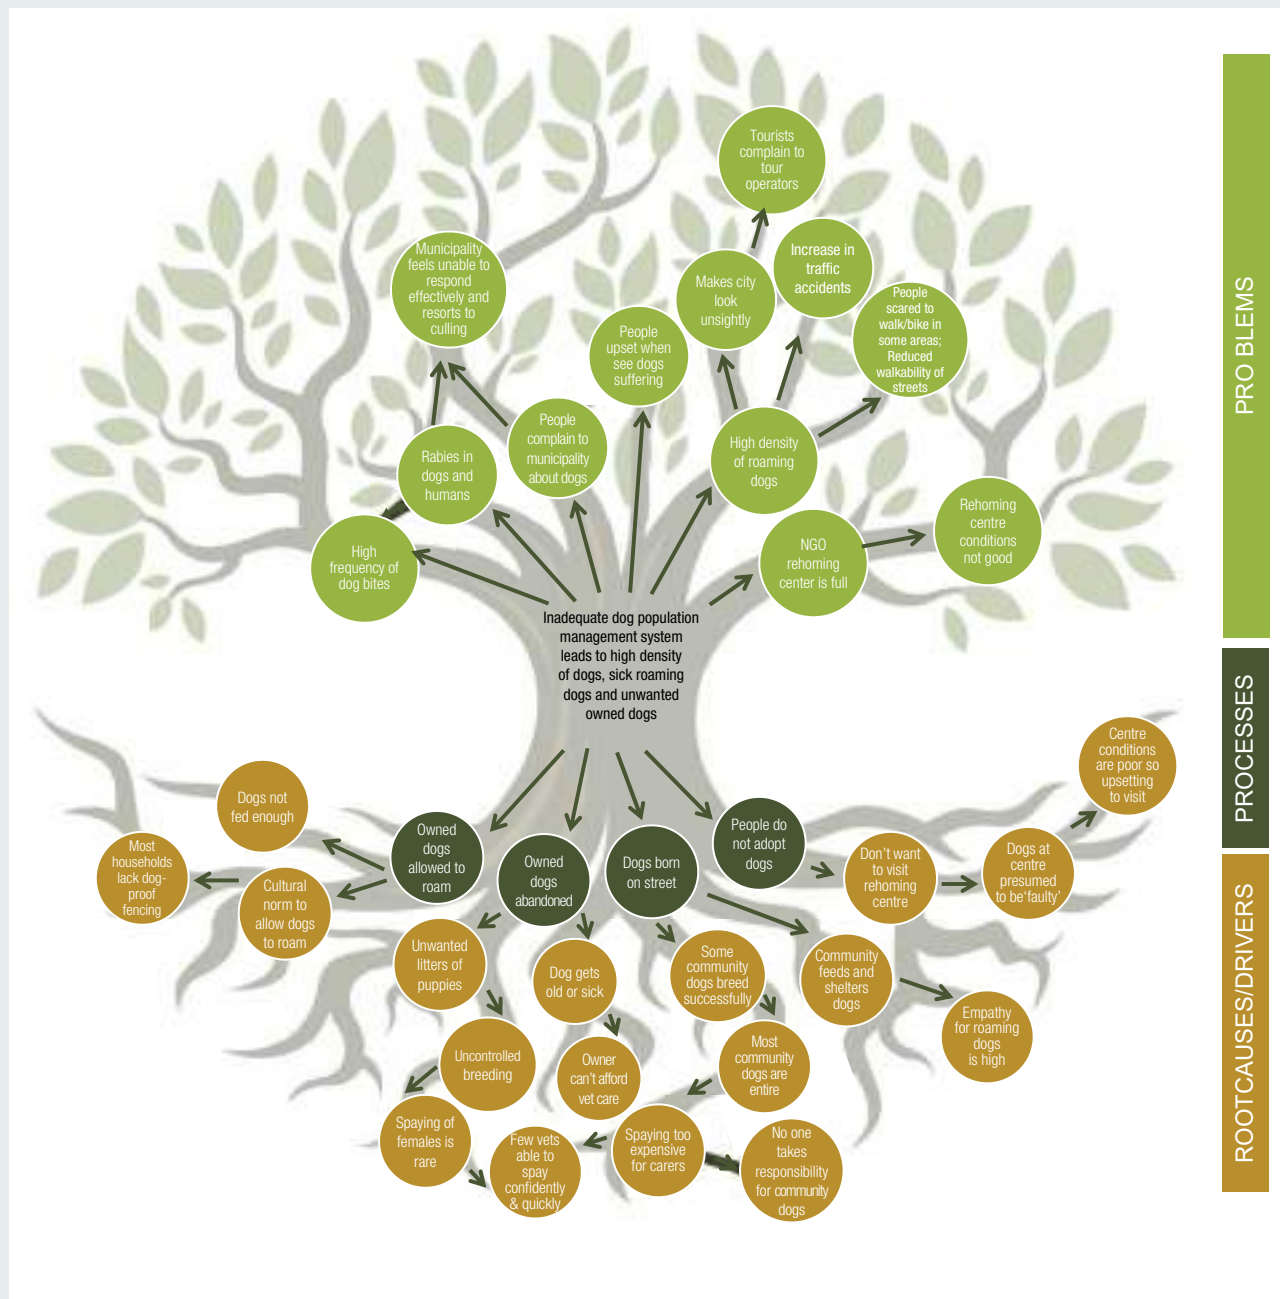 Tourists
complain to
tour
operators
Municipality
feels unable to
respond
effectively and
resorts to
culling
Increase in
traffic
accidents
Makes city
look
unsightly
People
scared to
walk/bike in
some areas;
Reduced
walkability of
streets
People
upset when
see dogs
suffering
People
complain to
municipality
about dogs
High density
of roaming
dogs
Rabies in
dogs and
humans
Rehoming
centre
conditions
not good
High
frequency of
dog bites
NGO
rehoming
center is full
PRO BLEMS
Inadequate dog population
management system
leads to high density
of dogs, sick roaming
dogs and unwanted
owned dogs
PROCESSES
Centre
conditions
are poor so
upsetting
to visit
Dogs not
fed enough
Owned
dogs
allowed to
roam
Owned
dogs
abandoned
Dogs born
on street
People do
not adopt
dogs
Don't want
to visit
rehoming
centre
Dogs at
centre
presumed
to be‘faulty’
Most
households
lack dog-
proof
fencing
Cultural
norm to
allow dogs
to roam
Unwanted
litters of
puppies
Dog gets
old or sick
Some
community
dogs breed
successfully
Community
feeds and
shelters
dogs
Empathy
for roaming
dogs
is high
Uncontrolled
breeding
Owner
can't afford
vet care
Most
community
dogs are
entire
Spaying of
females is
rare
Few vets
able to
spay
confidently
& quickly
Spaying too
expensive
for carers
No one
takes
responsibility
for community
dogs
ROOTCAUSES/DRIVERS